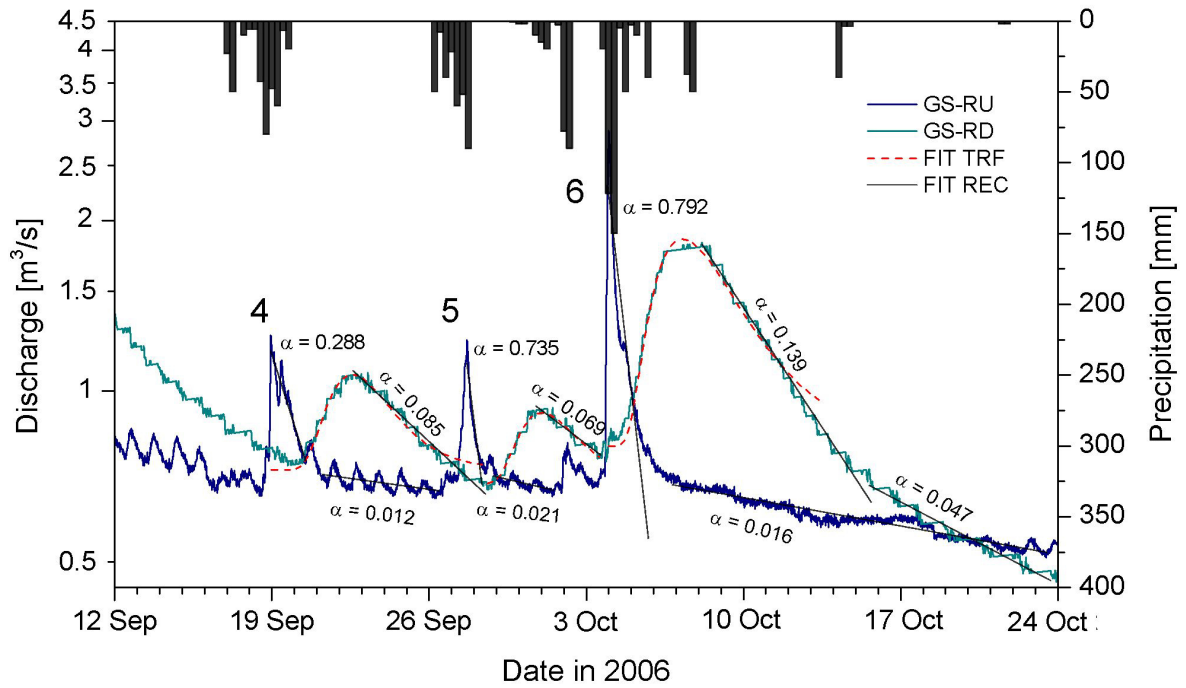 4.5
4
3.5
3
2.5
2
1.5
1
0.5
Discharge [m³/s]
0
50
100
150
200
250
300
350
400
Precipitation [mm]
GS-RU
GS-RD
FIT TRF
FIT REC
4
5
6
α = 0.288
α = 0.735
α = 0.792
α = 0.085
α = 0.069
α = 0.139
α = 0.012
α = 0.021
α = 0.016
α = 0.047
12 Sep
19 Sep
26 Sep
3 Oct
10 Oct
17 Oct
24 Oct
Date in 2006